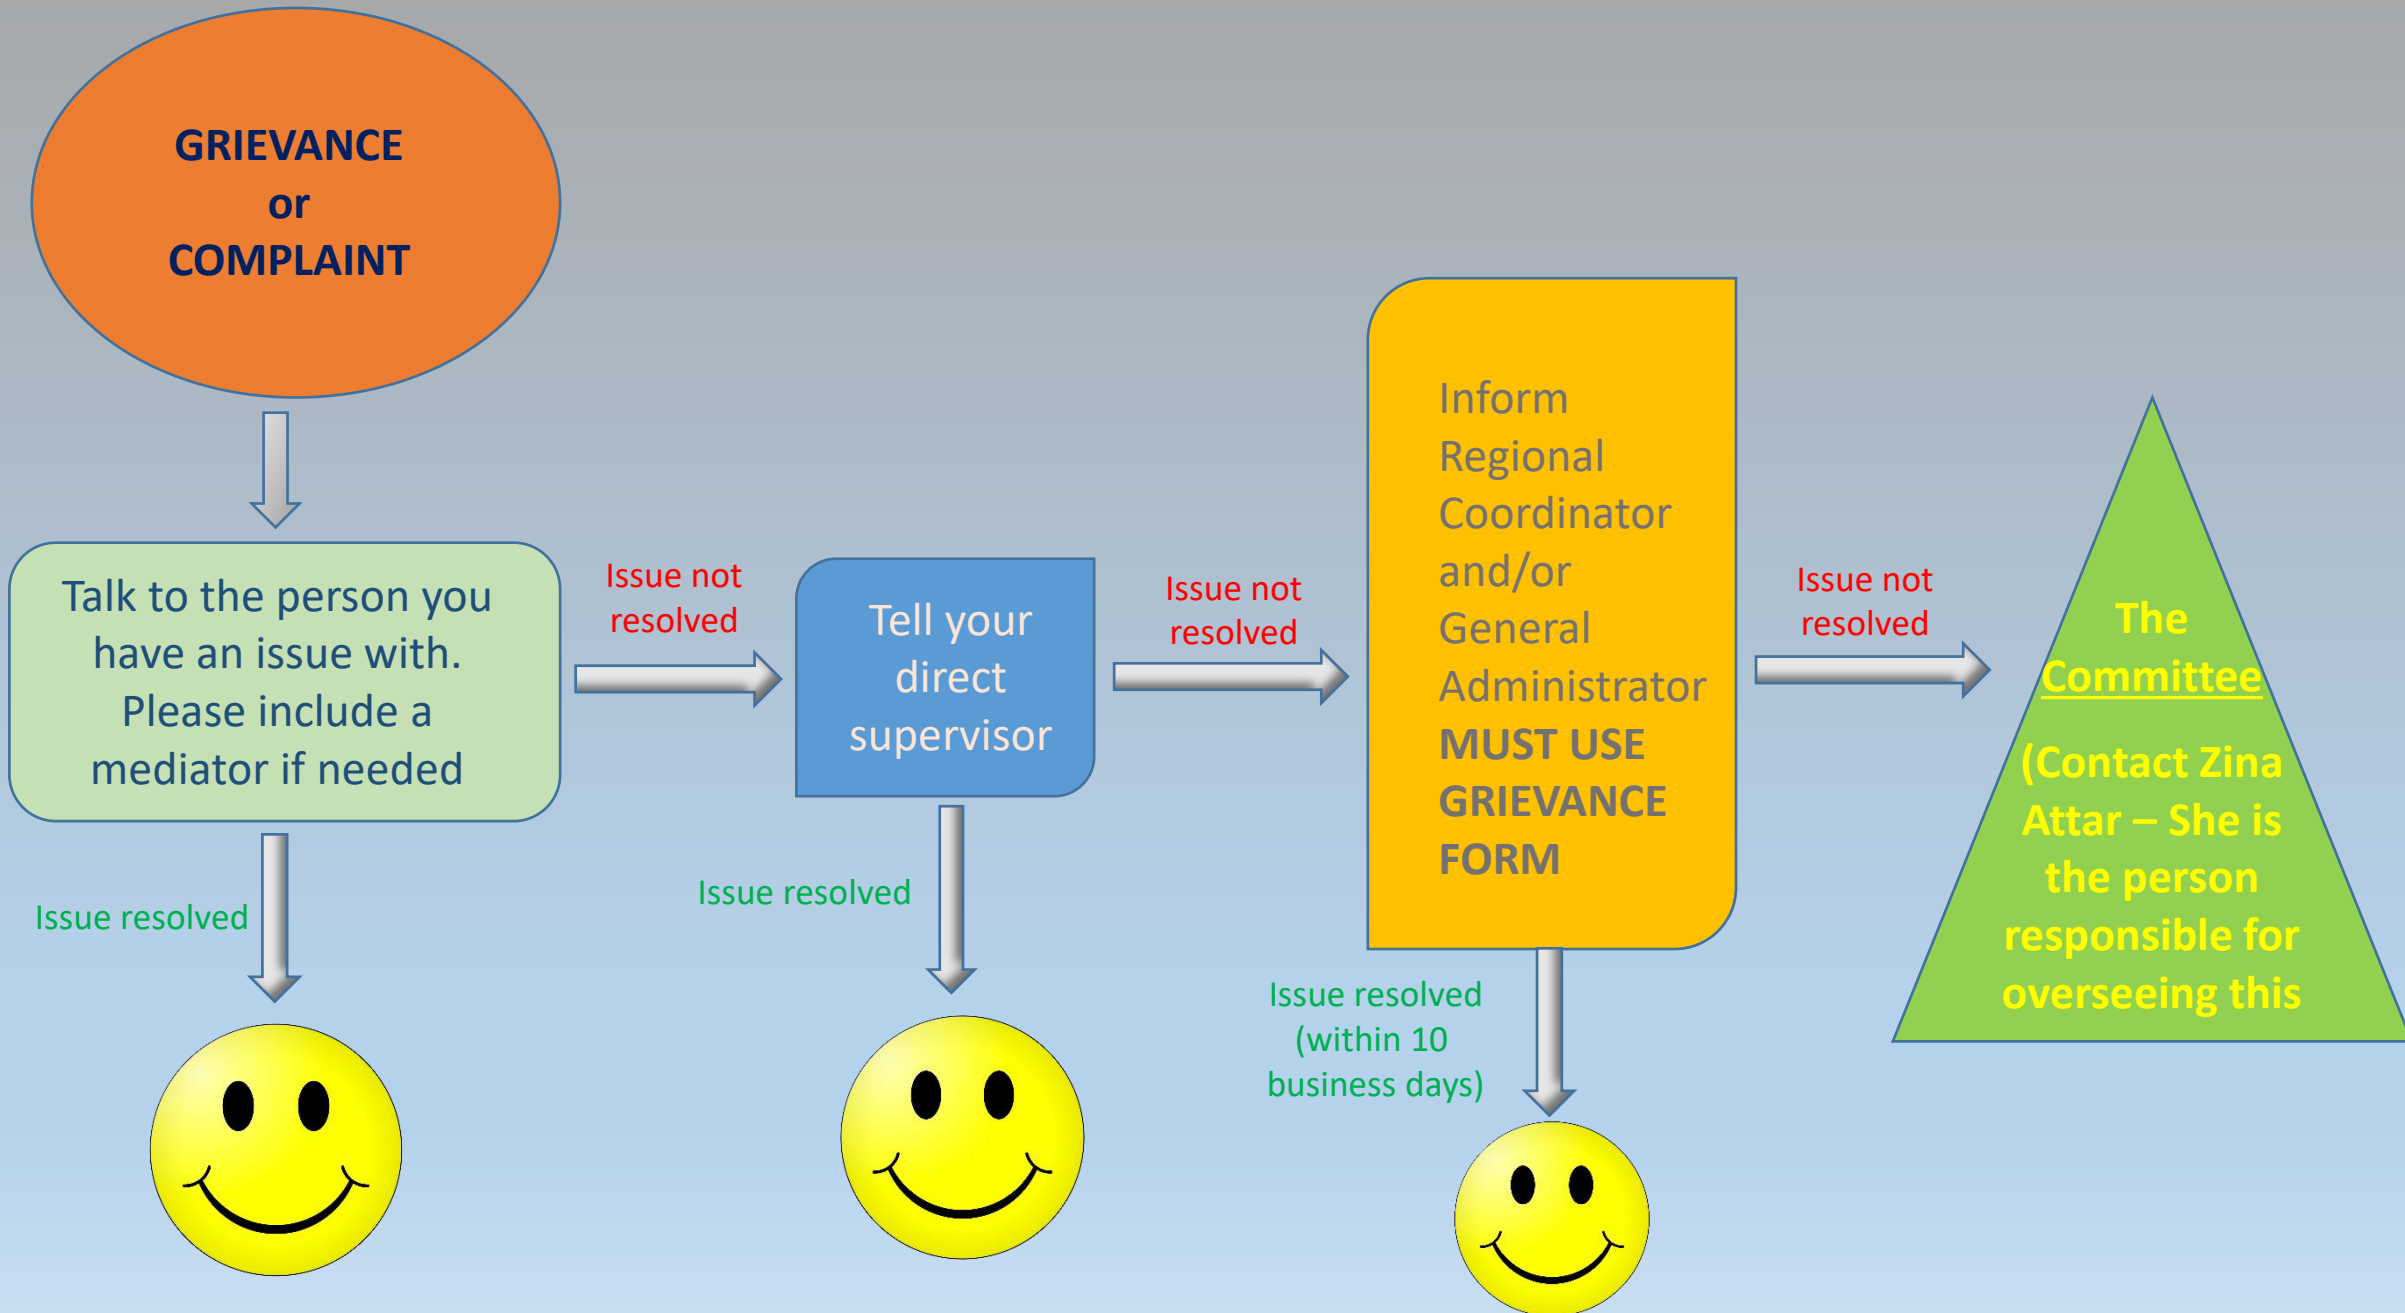 GRIEVANCE
or
COMPLAINT
Talk to the person you
have an issue with.
Please include a
mediator if needed
Issue not
resolved
Issue resolved
Tell your
direct
supervisor
Issue not
resolved
Issue resolved
Inform
Regional
Coordinator
and/or
General
Administrator
MUST USE
GRIEVANCE
FORM
Issue not
resolved
Issue resolved
(within 10
business days)
The
Committee
(Contact Zina
Attar – She is
the person
responsible for
overseeing this